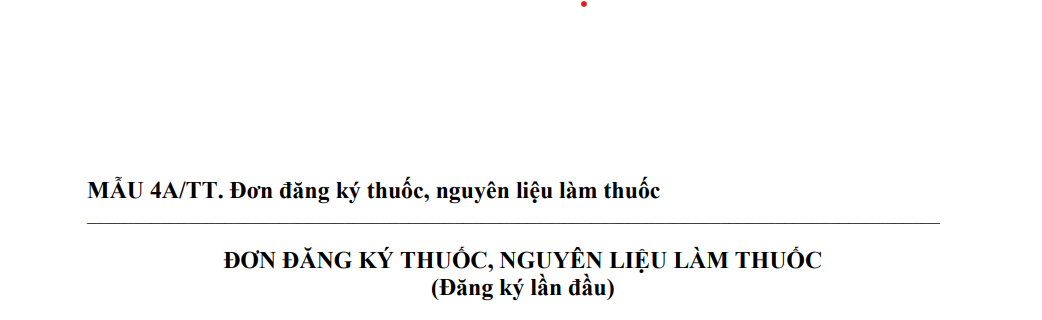 MẪU 4A/TT. Đơn đăng ký thuốc, nguyên liệu làm thuốc
ĐƠN ĐĂNG KÝ THUỐC, NGUYÊN LIỆU LÀM THUỐC
(Đăng ký lần đầu)